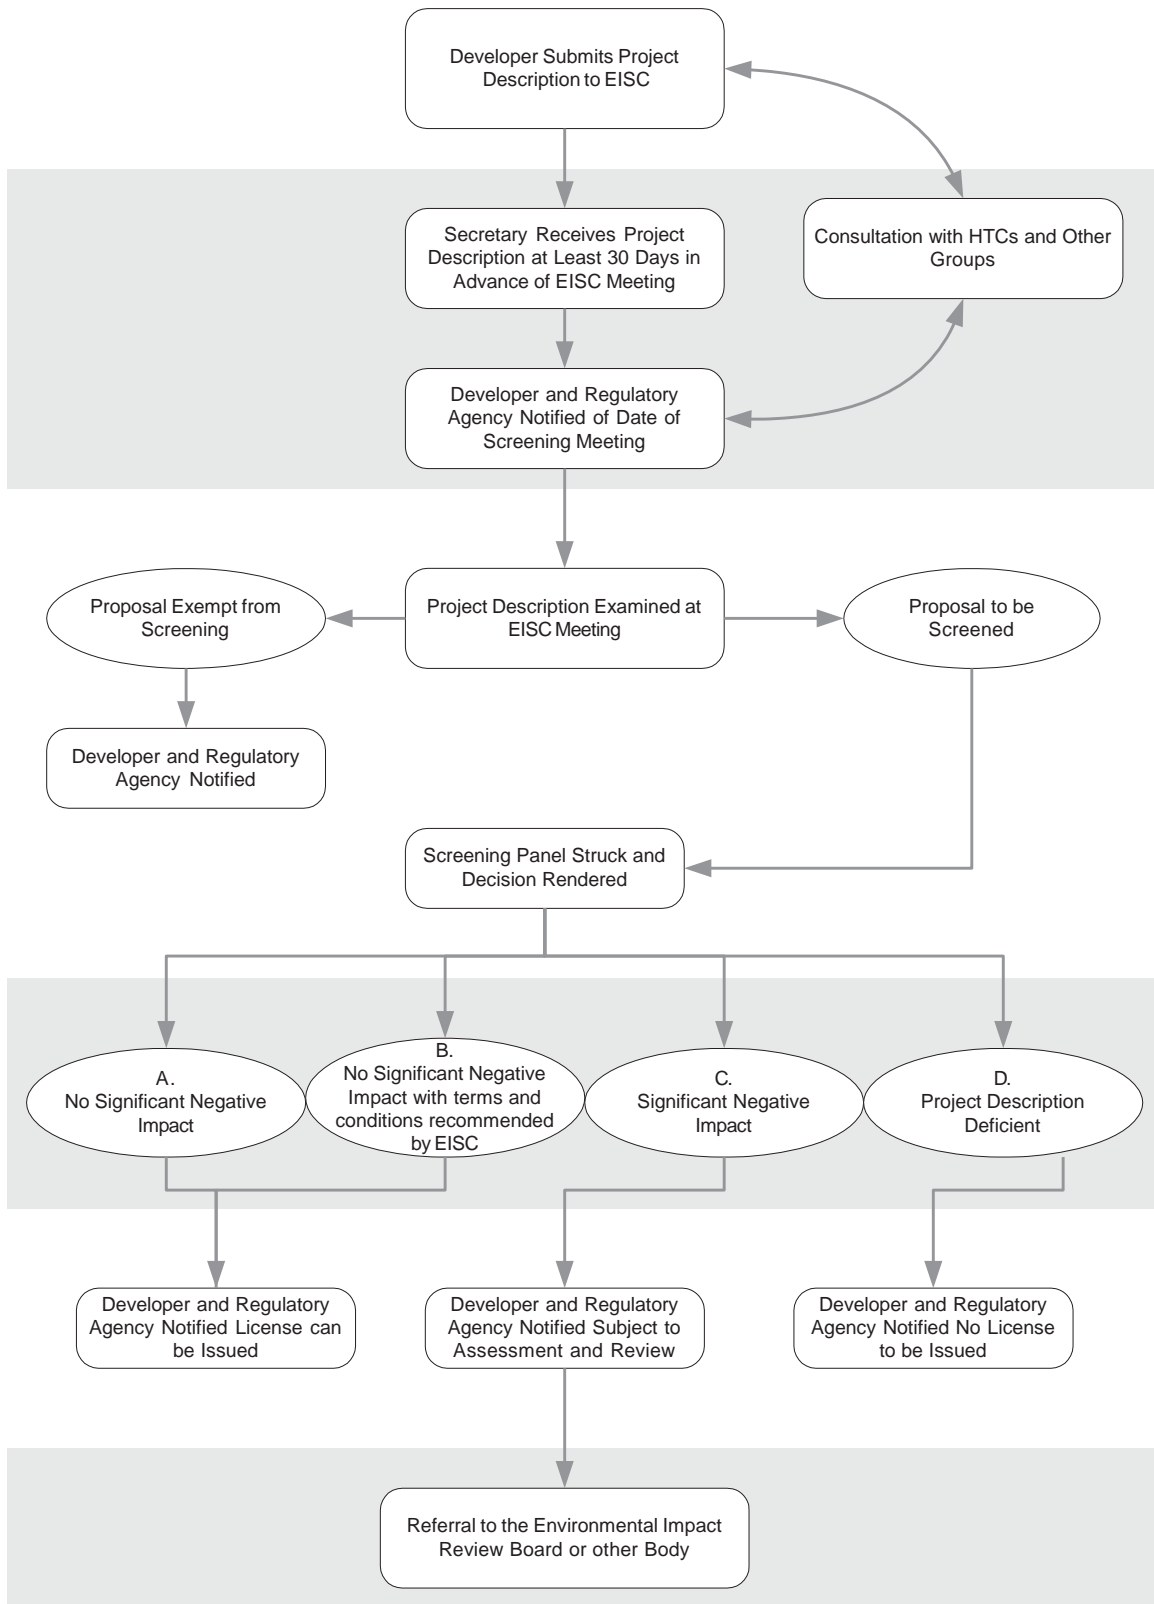 Developer Submits Project
Description to EISC
Secretary Receives Project
Description at Least 30 Days in
Advance of EISC Meeting
Consultation with HTCs and Other
Groups
Developer and Regulatory
Agency Notified of Date of
Screening Meeting
Proposal Exempt from
Screening
Project Description Examined at
EISC Meeting
Proposal to be
Screened
Developer and Regulatory
Agency Notified
Screening Panel Struck and
Decision Rendered
A.
No Significant Negative
Impact
B.
No Significant Negative
Impact with terms and
conditions recommended
by EISC
C.
Significant Negative
Impact
D.
Project Description
Deficient
Developer and Regulatory
Agency Notified License can
be Issued
Developer and Regulatory
Agency Notified Subject to
Assessment and Review
Developer and Regulatory
Agency Notified No License
to be Issued
Referral to the Environmental Impact
Review Board or other Body